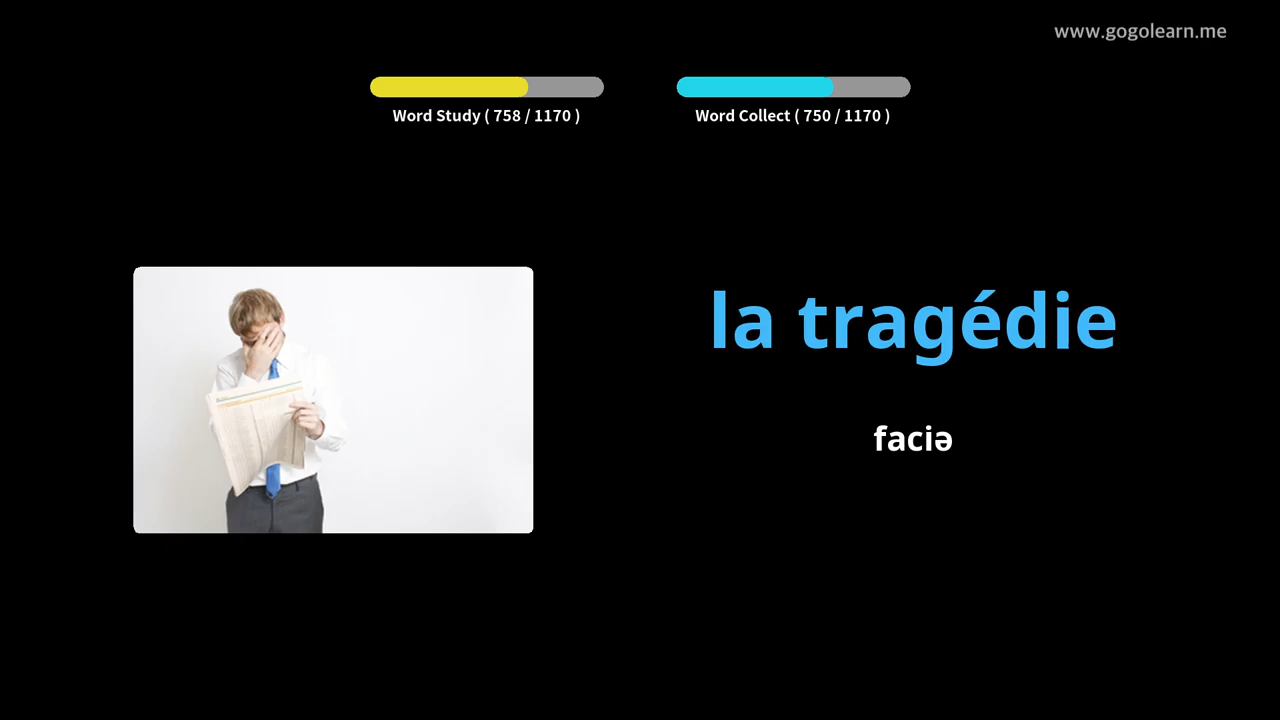 www.gogolearn.me
Word Study ( 758 / 1170 )
Word Collect ( 750 / 1170 )
la tragédie
faciə